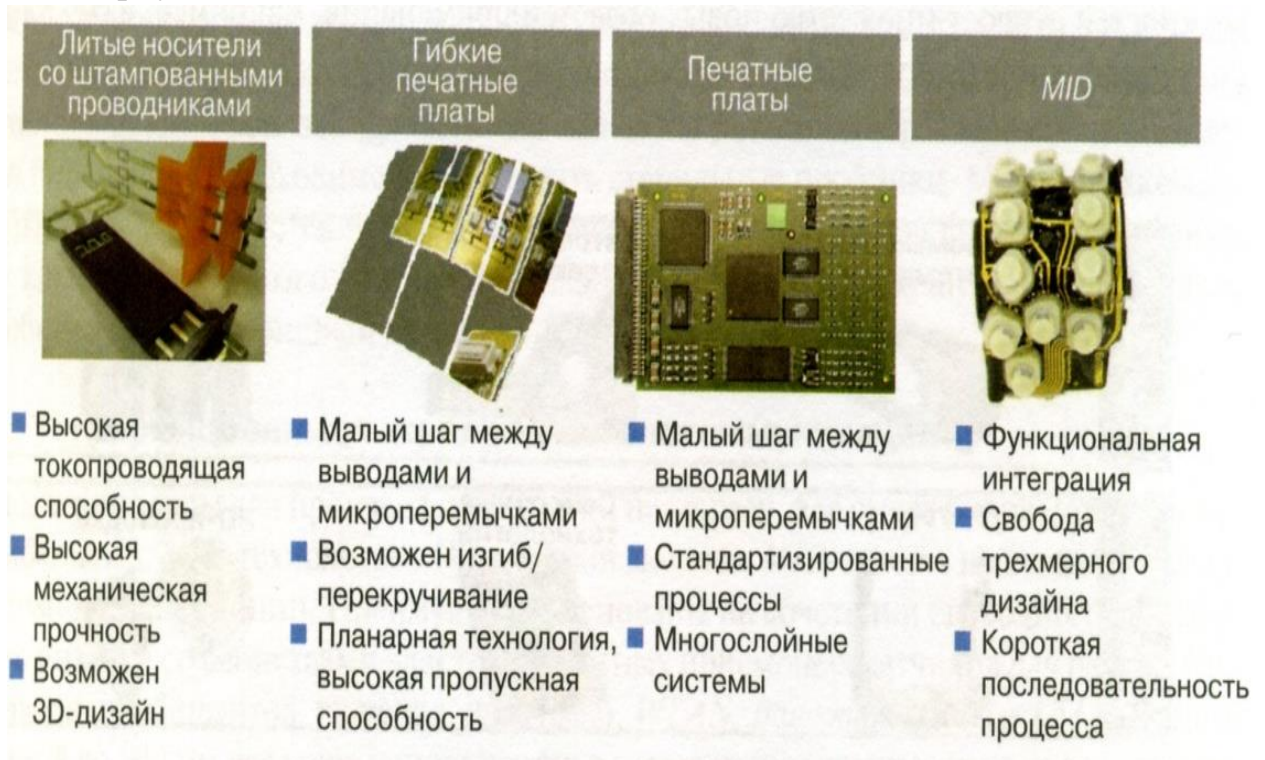 Литые носители
со штампованными
проводниками
Гибкие
печатные
платы
Печатные
платы
MID
Высокая
токопроводящая
способность
Высокая
механическая
прочность
Возможен
3D-дизайн
Малый шаг между
выводами и
микроперемычками
Возможен изгиб/
перекручивание
Планарная технология,
высокая пропускная
способность
Малый шаг между
выводами и
микроперемычками
Стандартизированные
процессы
Многослойные
системы
Функциональная
интеграция
Свобода
трехмерного
дизайна
Короткая
последовательность
процесса